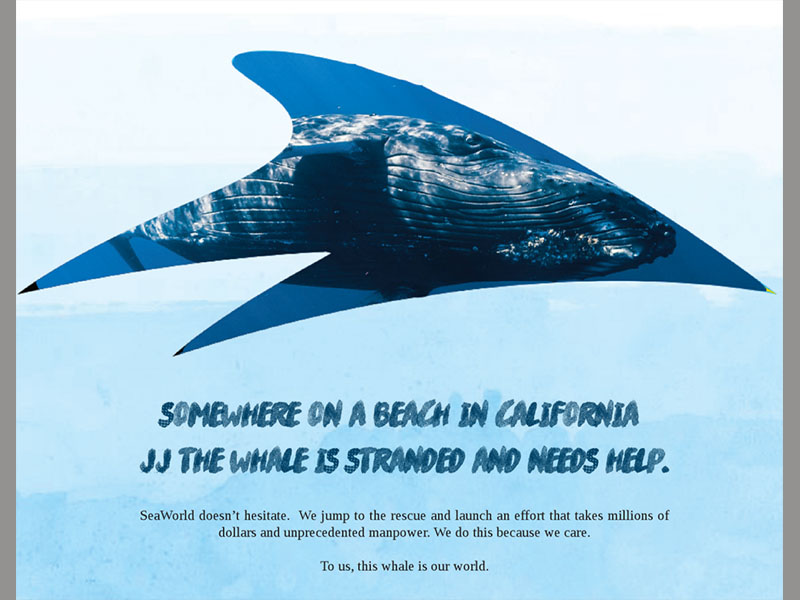 SOMEWHERE ON A BEACH IN CALIFORNIA
JJ THE WHALE IS STRANDED AND NEEDS HELP.
SeaWorld doesn’t hesitate.  We jump to the rescue and launch an effort that takes millions of
dollars and unprecedented manpower. We do this because we care.
To us, this whale is our world.